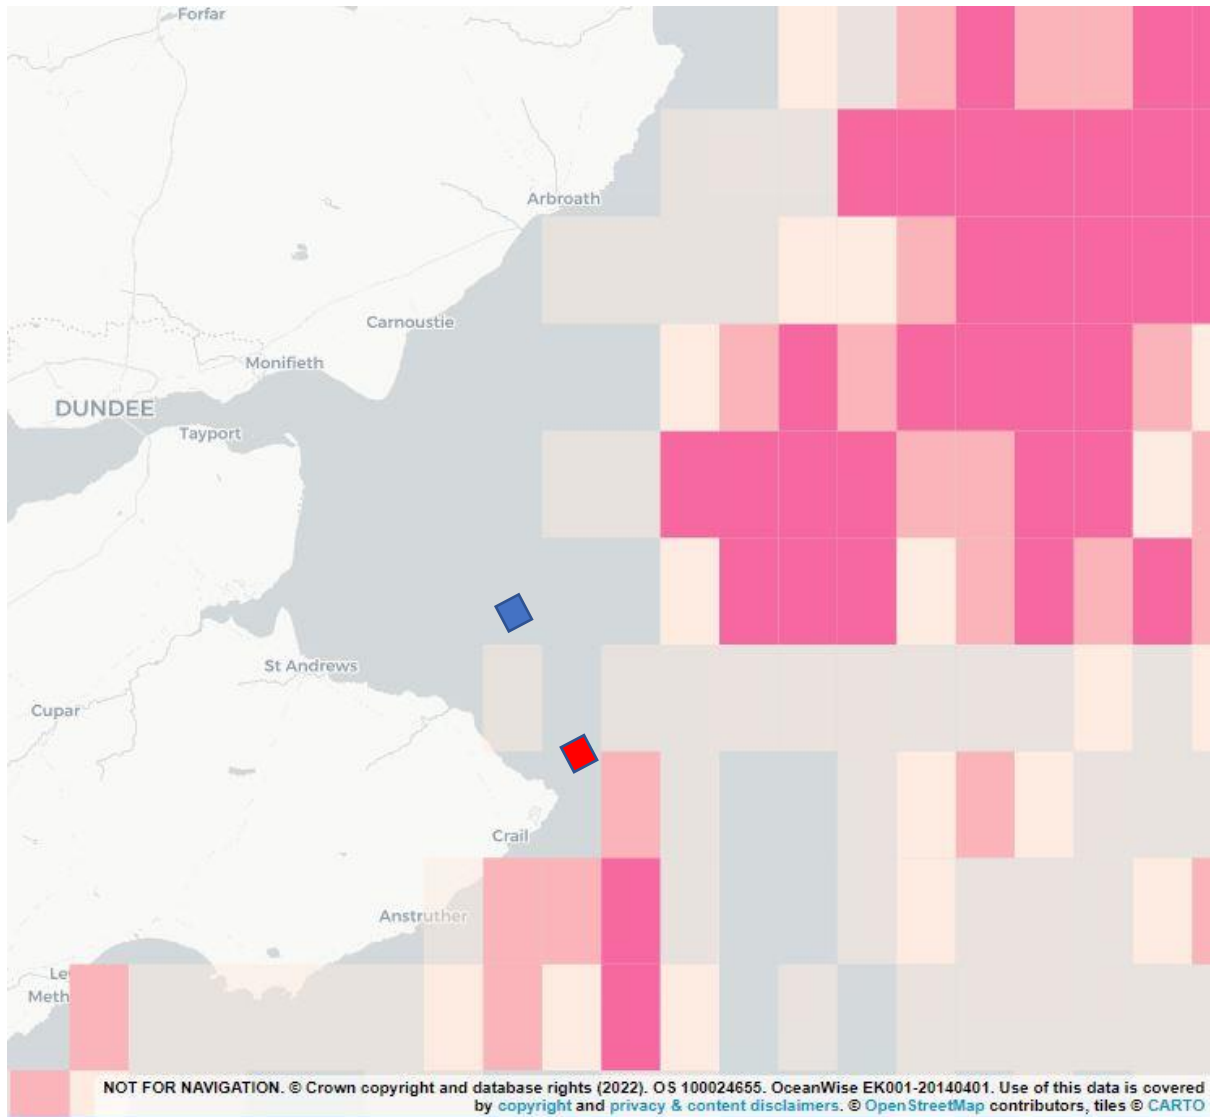 Forfar
Arbroath
Carnoustie
Monifieth
DUNDEE
Tayport
St Andrews
Cupar
Crail
Anstruther
Le
Meth
NOT FOR NAVIGATION. © Crown copyright and database rights (2022). OS 100024655. OceanWise EK001-20140401. Use of this data is covered
by copyright and privacy & content disclaimers. © OpenStreetMap contributors, tiles © CARTO